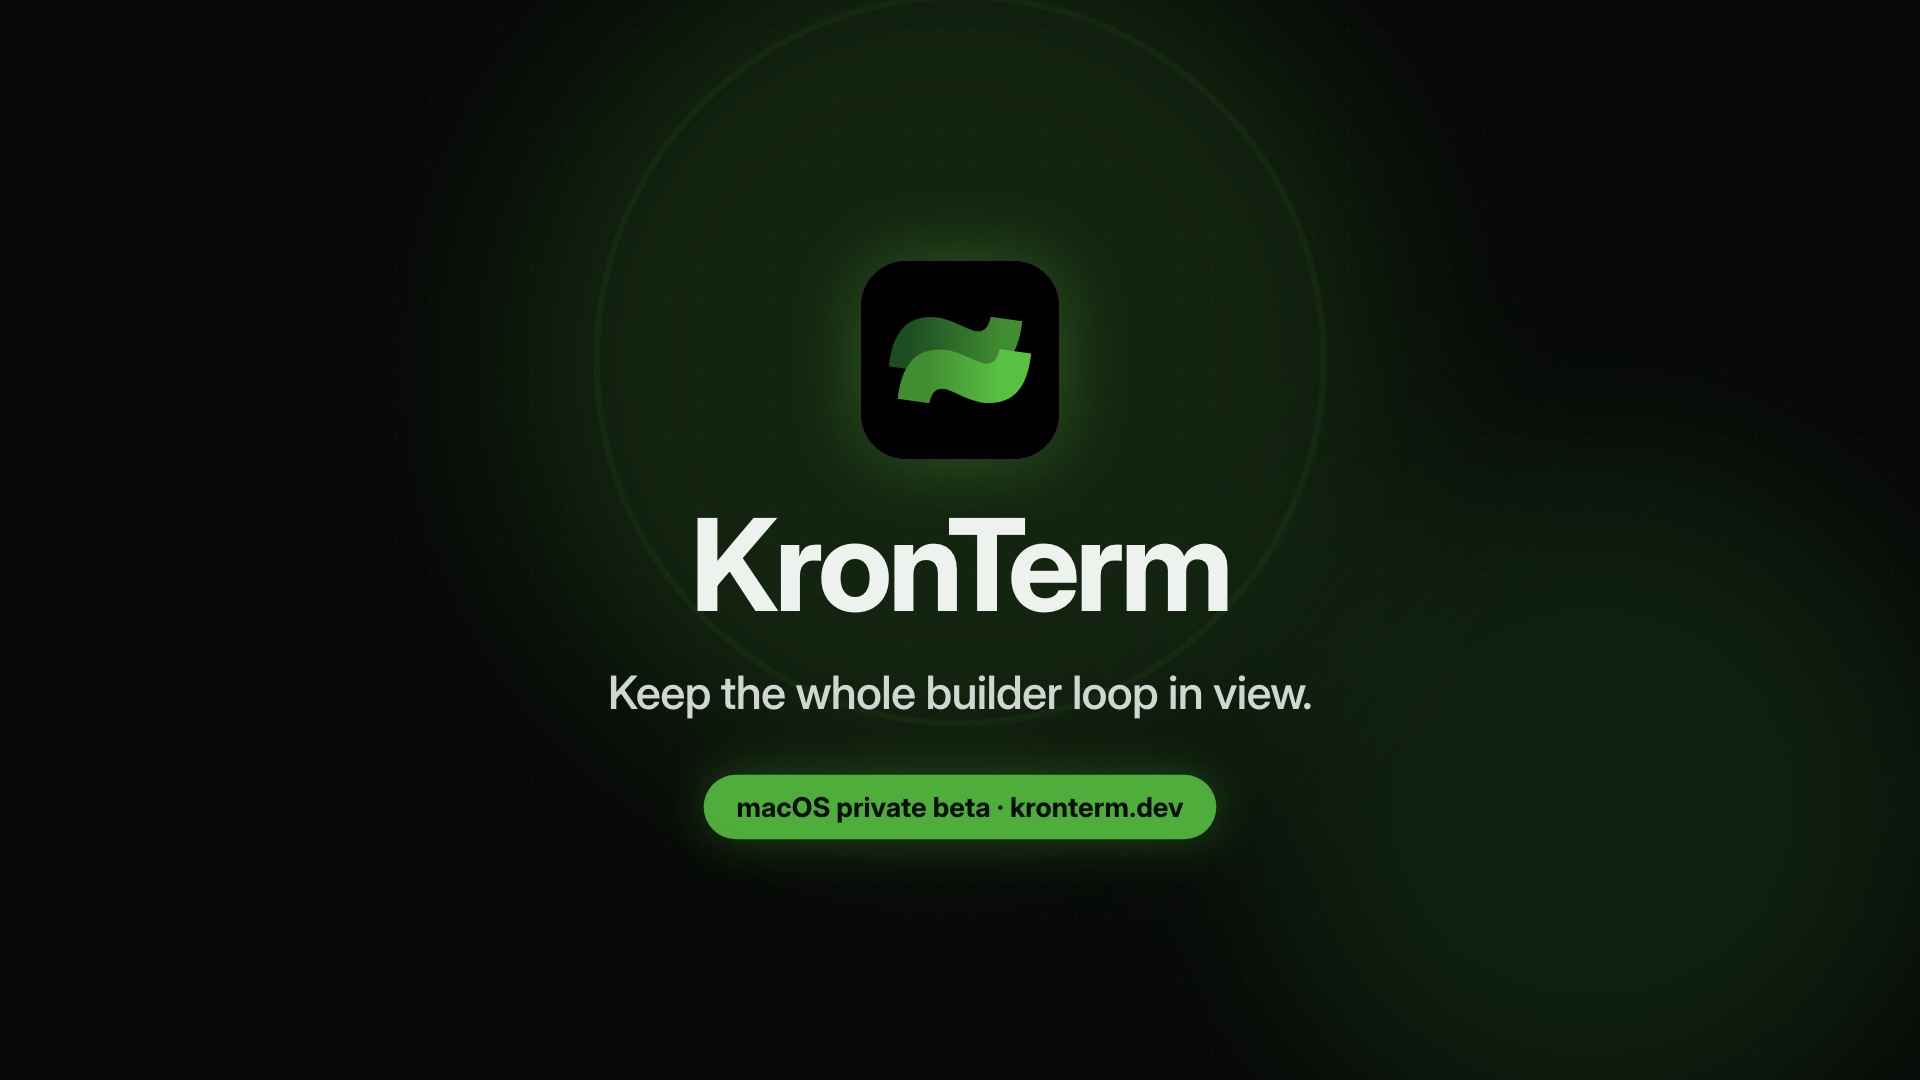 KronTerm
Keep the whole builder loop in view.
macOS private beta · kronterm.dev